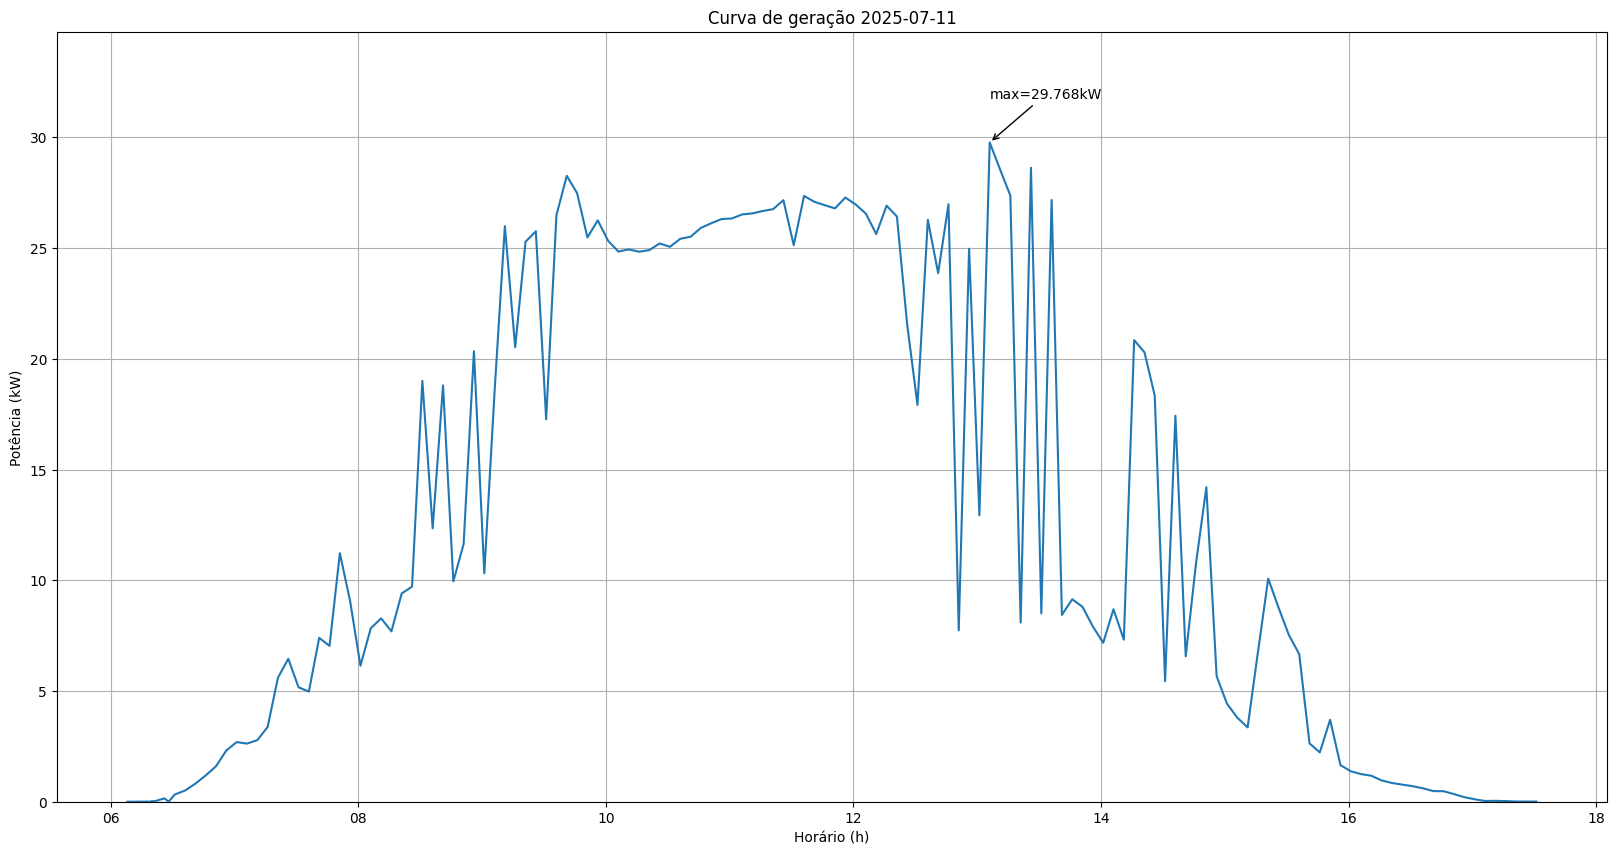 Curva de geração 2025-07-11
max=29.768kW
30
25
20
15
10
5
0
Potência (kW)
06 08 10 12 14 16 18
Horário (h)